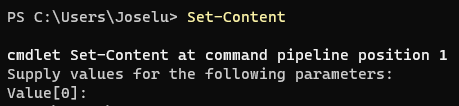 PS C:\Users\Joselu> Set-Content
cmdlet Set-Content at command pipeline position 1
Supply values for the following parameters:
Value[0]: